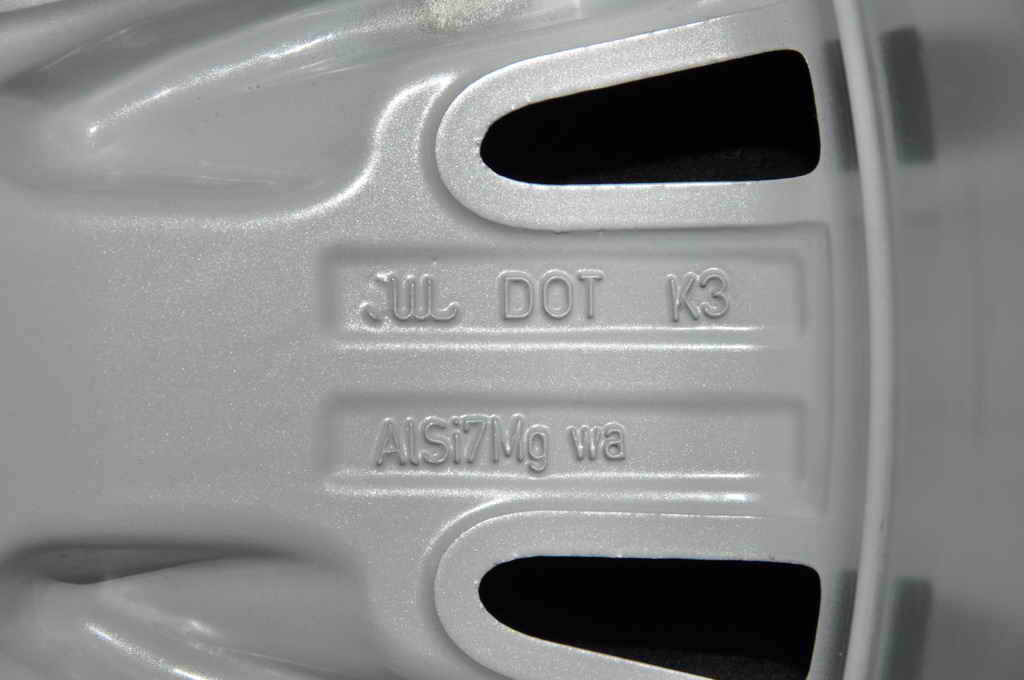 JWL DOT K3
AlSi7Mg wa